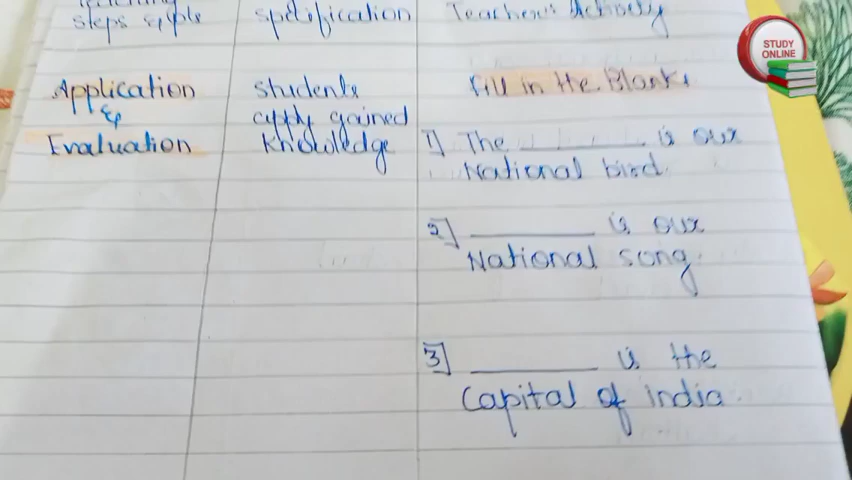 steps
specification
Teacher's Activity
Application
&
Evaluation
Students
apply gained
Knowledge
Fill in the Blanks
1] The ______ is our
National bird.
2] ______ is our
National song.
3] ______ is the
Capital of india.
STUDY
ONLINE